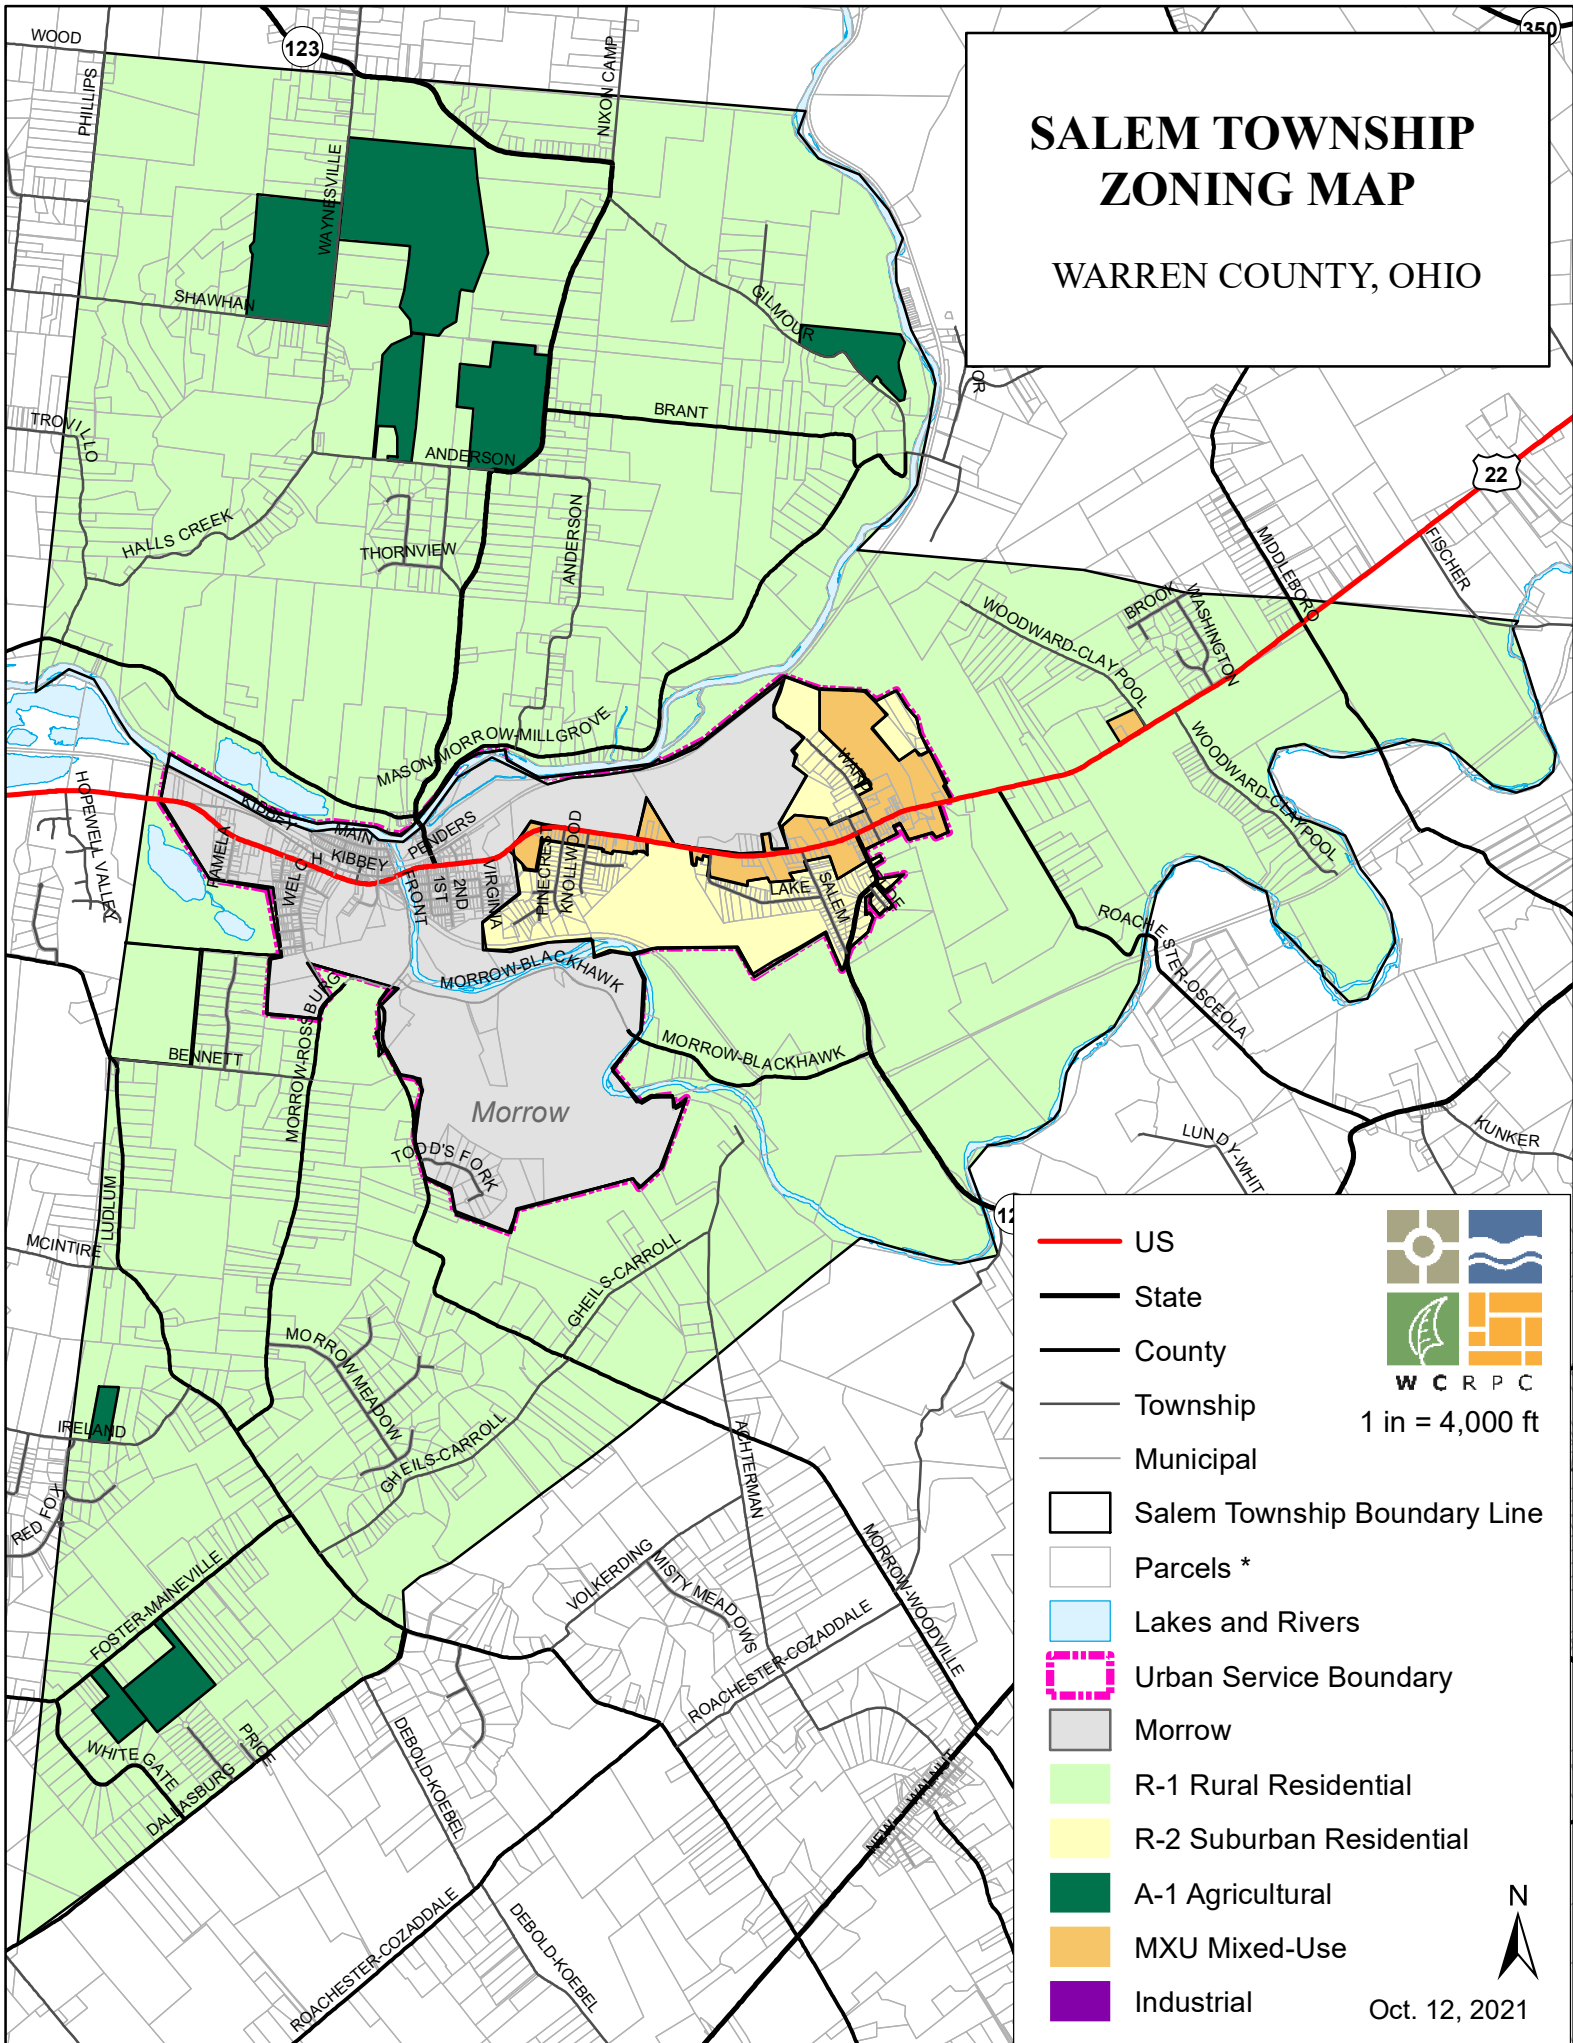 WOOD
123
PHILLIPS
NIXON CAMP
350
SALEM TOWNSHIP
ZONING MAP
WARREN COUNTY, OHIO
WAYNESVILLE
SHAWHAN
GILMOUR
OR
TROVILLO
BRANT
ANDERSON
22
HALLS CREEK
THORNVIEW
ANDERSON
MIDDLEBORO
FISCHER
WOODWARD-CLAYPOOL
BROOK
WASHINGTON
MASON-MORROW-MILLGROVE
WOODWARD-CLAYPOOL
HOPEWELL VALLEY
KIBBEY
MAIN
PENDERS
WARD
PAMELA
WELCH
KIBBEY
FRONT
1ST
2ND
VIRGINIA
PINECREST
KNOLLWOOD
LAKE
SALEM
ROACHESTER-OSCEOLA
MORROW-BLACKHAWK
MORROW-ROSSBURG
BENNETT
MORROW-BLACKHAWK
Morrow
TODD'S FORK
LUNDY-WHIT
KUNKER
LUDLUM
MCINTIRE
12
GHEILS-CARROLL
MORROW MEADOW
IRELAND
GHEILS-CARROLL
ACHTERMAN
RED FOX
FOSTER-MAINEVILLE
VOLKERDING
MISTY MEADOWS
MORROW-WOODVILLE
ROACHESTER-COZADDALE
WHITE GATE
PRICE
DALLASBURG
DEBOLD-KOEBEL
NEW
WALNUT
ROACHESTER-COZADDALE
DEBOLD-KOEBEL
US
State
County
Township
Municipal
W C R P C
1 in = 4,000 ft
Salem Township Boundary Line
Parcels *
Lakes and Rivers
Urban Service Boundary
Morrow
R-1 Rural Residential
R-2 Suburban Residential
A-1 Agricultural
MXU Mixed-Use
Industrial
N
Oct. 12, 2021